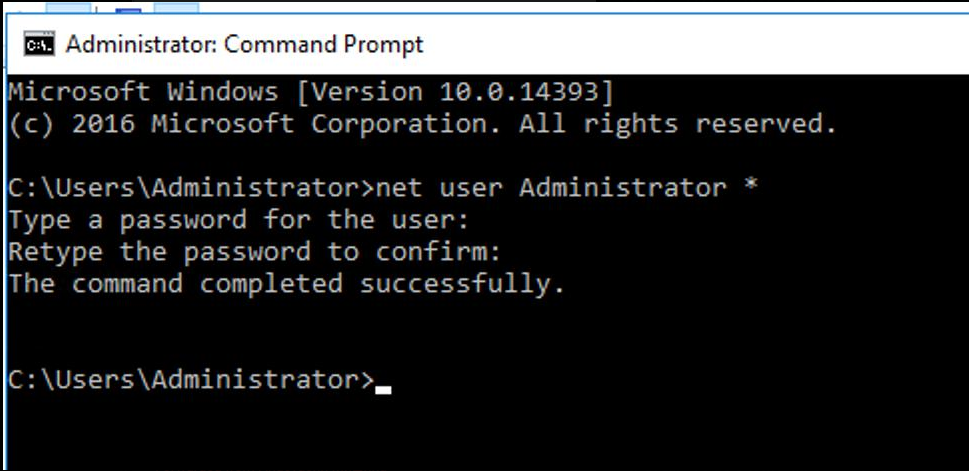 Administrator: Command Prompt
Microsoft Windows [Version 10.0.14393]
(c) 2016 Microsoft Corporation. All rights reserved.
C:\Users\Administrator>net user Administrator *
Type a password for the user:
Retype the password to confirm:
The command completed successfully.
C:\Users\Administrator>